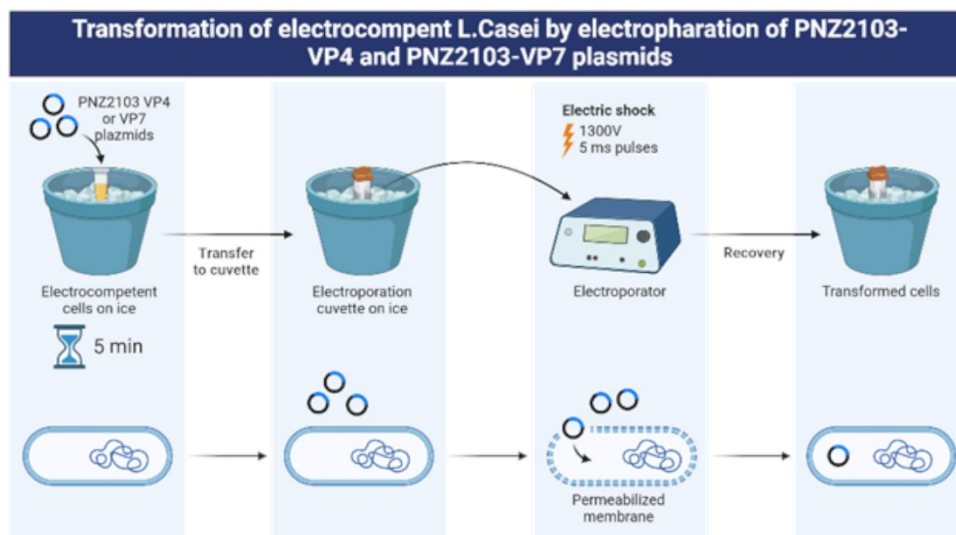 Transformation of electrocompent L.Casei by electropharation of PNZ2103-
VP4 and PNZ2103-VP7 plasmids
PNZ2103 VP4
or VP7
plazmids
Electric shock
1300V
5 ms pulses
Transfer
to cuvette
Recovery
Electrocompetent
cells on ice
Electroporation
cuvette on ice
Electroporator
Transformed cells
5 min
Permeabilized
membrane